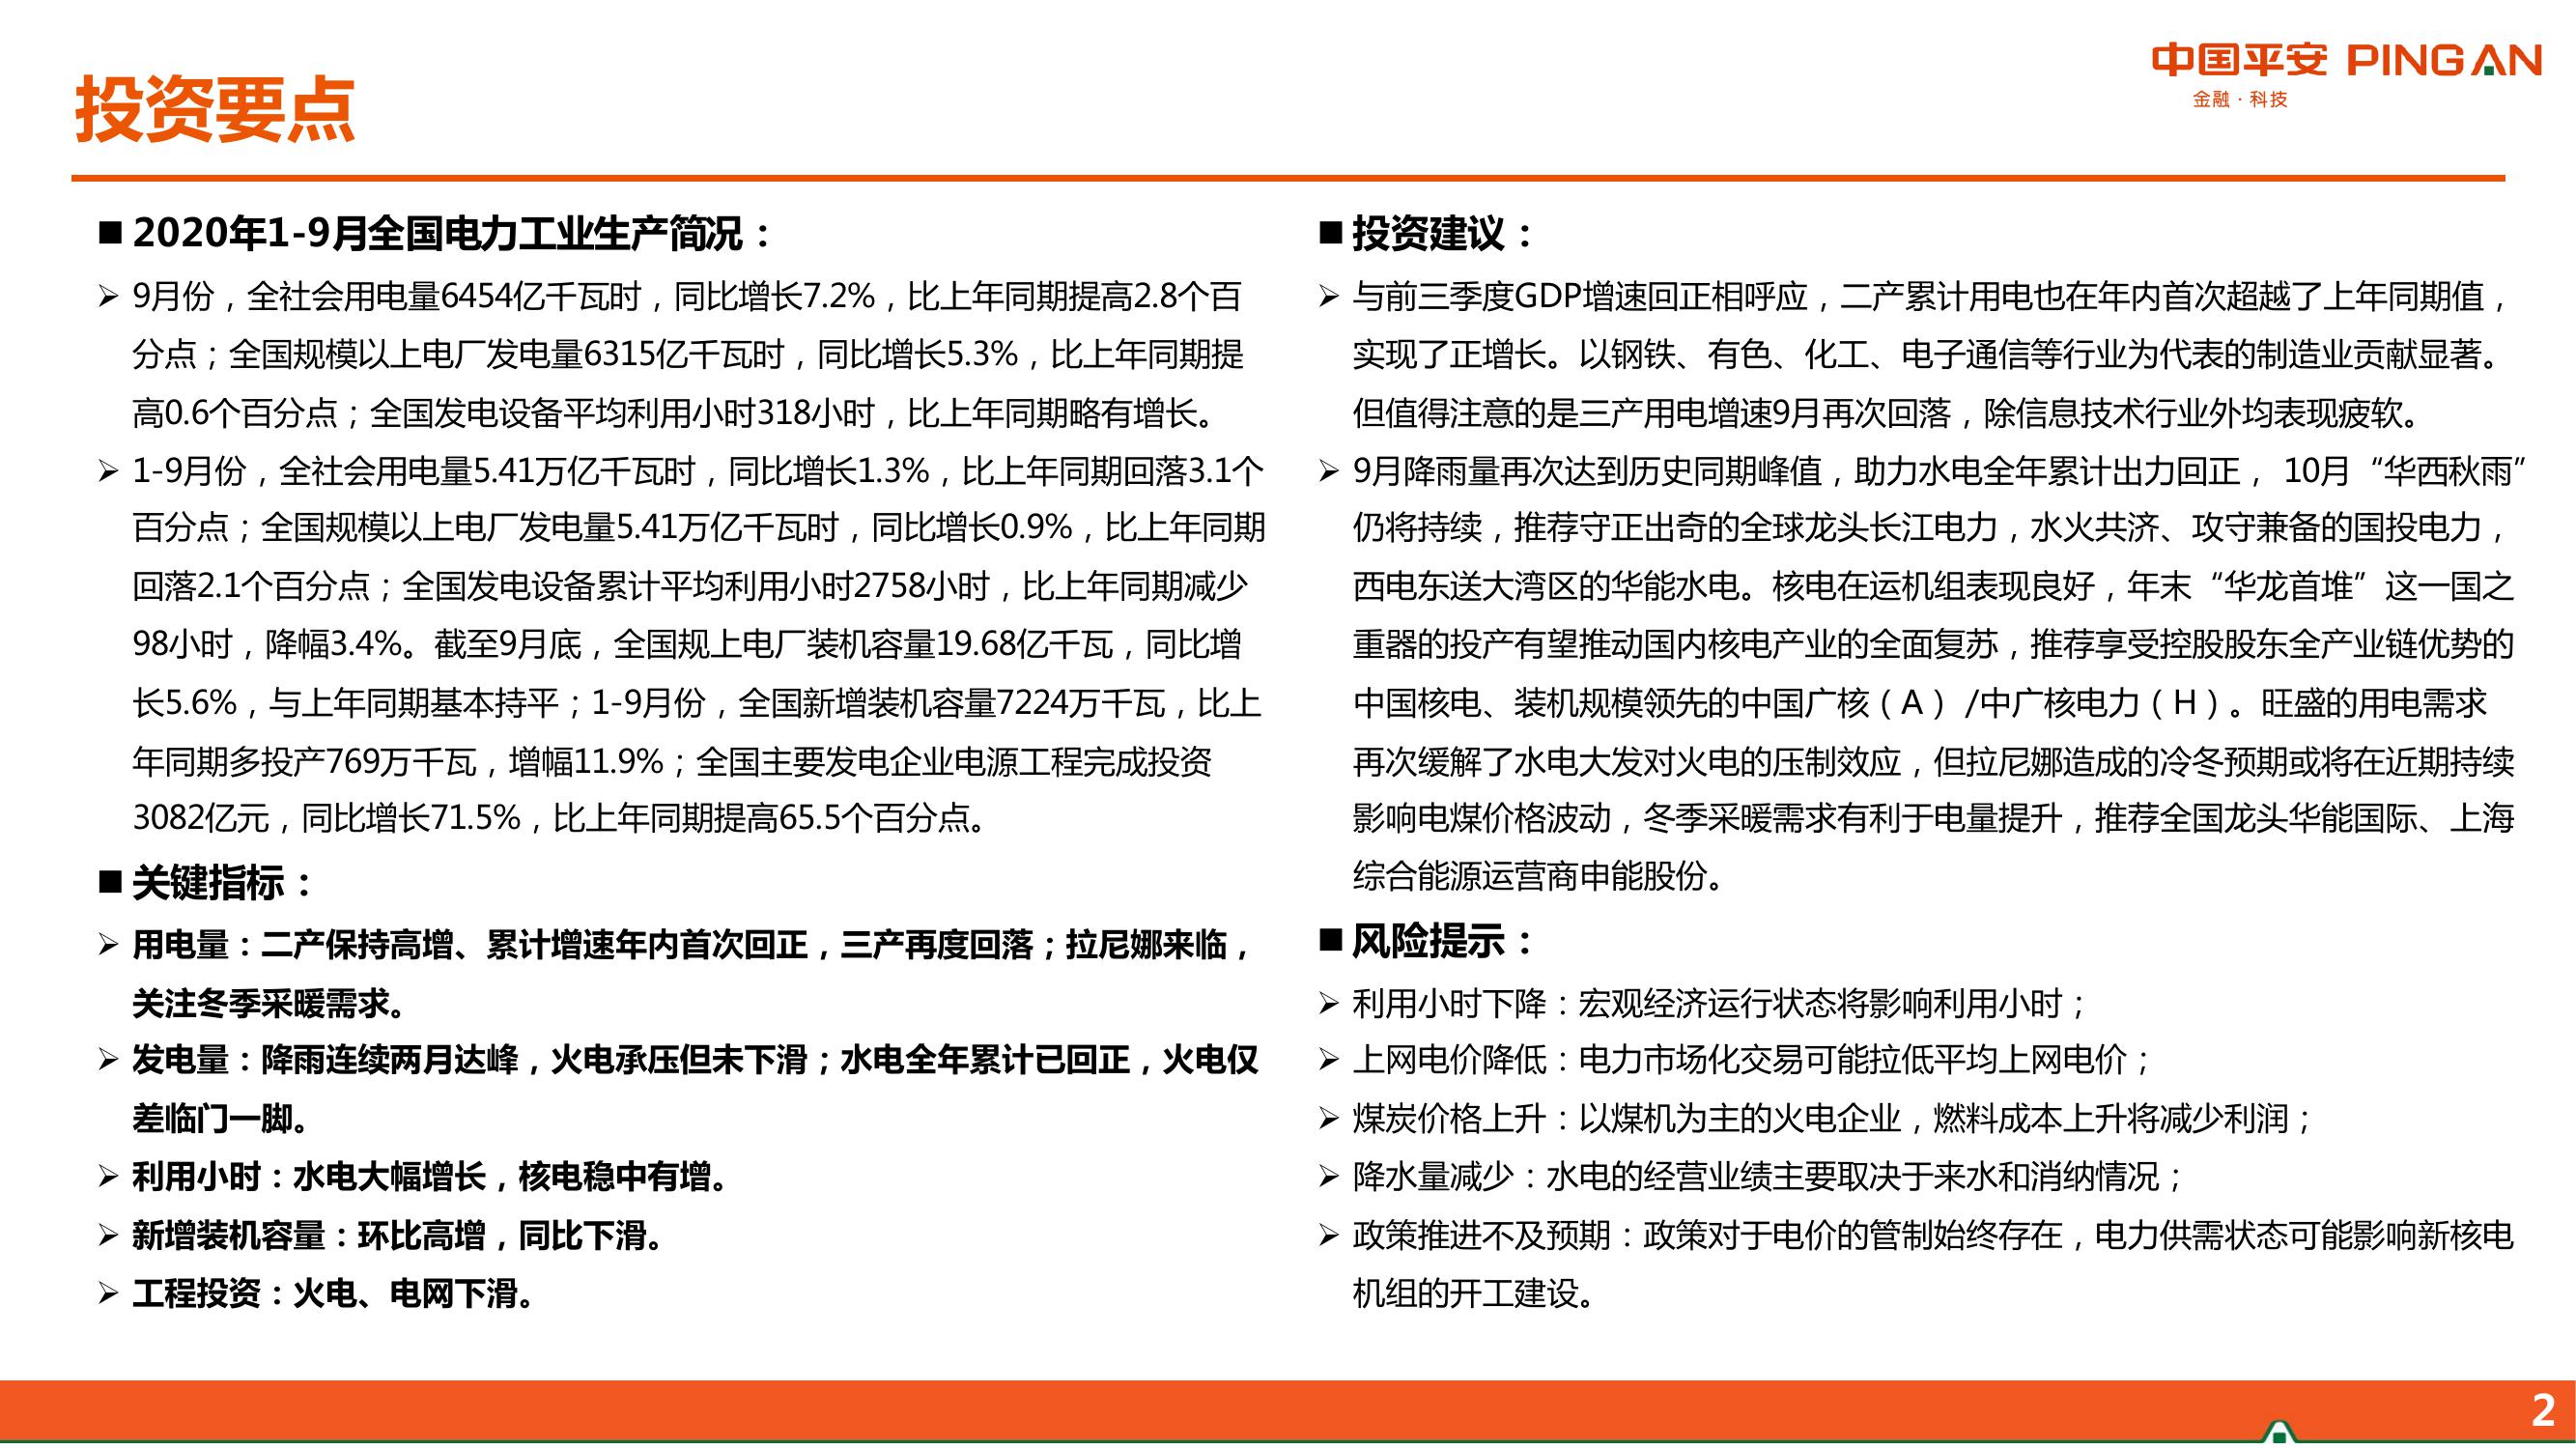 投资要点
中国平安 PINGAN
金融·科技
■ 2020年1-9月全国电力工业生产简况：
➢ 9月份，全社会用电量6454亿千瓦时，同比增长7.2%，比上年同期提高2.8个百
分点；全国规模以上电厂发电量6315亿千瓦时，同比增长5.3%，比上年同期提
高0.6个百分点；全国发电设备平均利用小时318小时，比上年同期略有增长。
➢ 1-9月份，全社会用电量5.41万亿千瓦时，同比增长1.3%，比上年同期回落3.1个
百分点；全国规模以上电厂发电量5.41万亿千瓦时，同比增长0.9%，比上年同期
回落2.1个百分点；全国发电设备累计平均利用小时2758小时，比上年同期减少
98小时，降幅3.4%。截至9月底，全国规上电厂装机容量19.68亿千瓦，同比增
长5.6%，与上年同期基本持平；1-9月份，全国新增装机容量7224万千瓦，比上
年同期多投产769万千瓦，增幅11.9%；全国主要发电企业电源工程完成投资
3082亿元，同比增长71.5%，比上年同期提高65.5个百分点。
■ 关键指标：
➢ 用电量：二产保持高增、累计增速年内首次回正，三产再度回落；拉尼娜来临，
关注冬季采暖需求。
➢ 发电量：降雨连续两月达峰，火电承压但未下滑；水电全年累计已回正，火电仅
差临门一脚。
➢ 利用小时：水电大幅增长，核电稳中有增。
➢ 新增装机容量：环比高增，同比下滑。
➢ 工程投资：火电、电网下滑。
■ 投资建议：
➢ 与前三季度GDP增速回正相呼应，二产累计用电也在年内首次超越了上年同期值，
实现了正增长。以钢铁、有色、化工、电子通信等行业为代表的制造业贡献显著。
但值得注意的是三产用电增速9月再次回落，除信息技术行业外均表现疲软。
➢ 9月降雨量再次达到历史同期峰值，助力水电全年累计出力回正， 10月“华西秋雨”
仍将持续，推荐守正出奇的全球龙头长江电力，水火共济、攻守兼备的国投电力，
西电东送大湾区的华能水电。核电在运机组表现良好，年末“华龙首堆”这一国之
重器的投产有望推动国内核电产业的全面复苏，推荐享受控股股东全产业链优势的
中国核电、装机规模领先的中国广核（A）/中广核电力（H）。旺盛的用电需求
再次缓解了水电大发对火电的压制效应，但拉尼娜造成的冷冬预期或将在近期持续
影响电煤价格波动，冬季采暖需求有利于电量提升，推荐全国龙头华能国际、上海
综合能源运营商申能股份。
■ 风险提示：
➢ 利用小时下降：宏观经济运行状态将影响利用小时；
➢ 上网电价降低：电力市场化交易可能拉低平均上网电价；
➢ 煤炭价格上升：以煤机为主的火电企业，燃料成本上升将减少利润；
➢ 降水量减少：水电的经营业绩主要取决于来水和消纳情况；
➢ 政策推进不及预期：政策对于电价的管制始终存在，电力供需状态可能影响新核电
机组的开工建设。
2